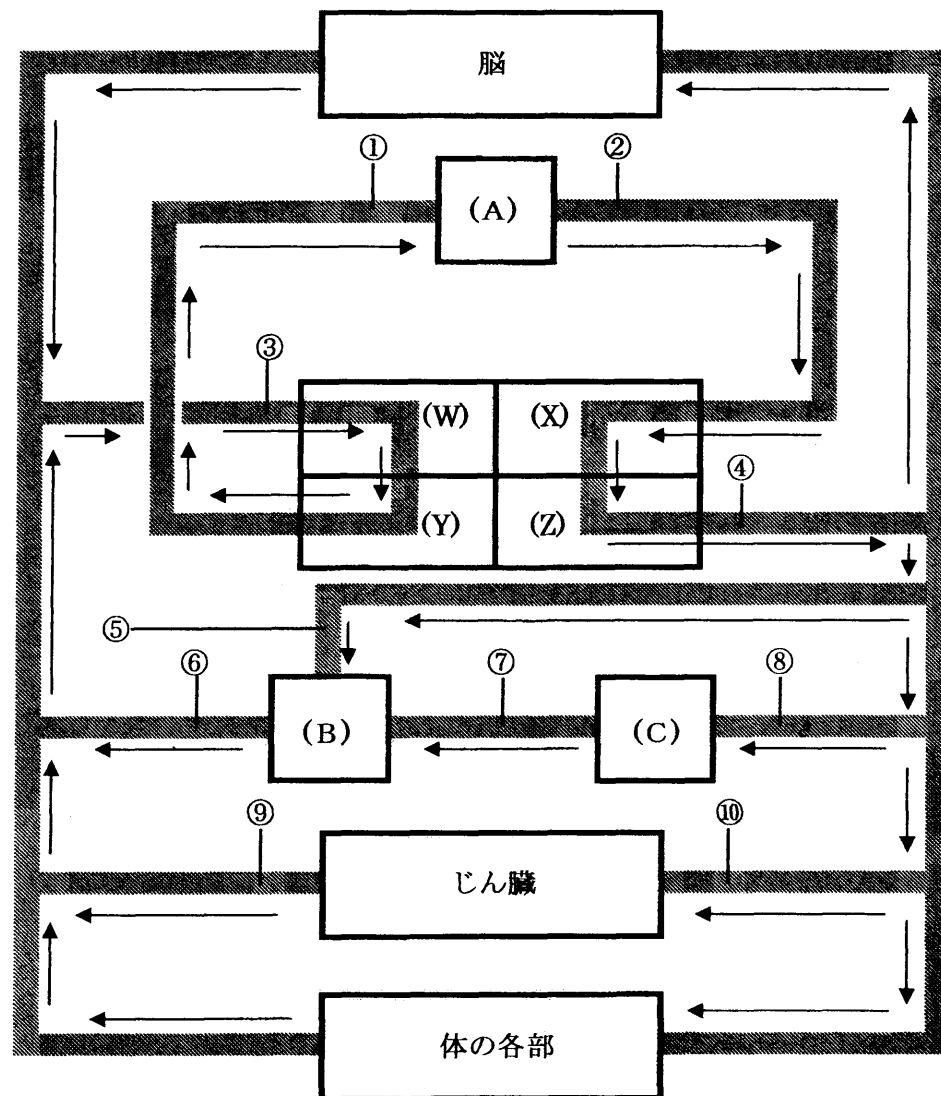 脳
① ②
(A)
③
(W) (X)
④
(Y) (Z)
⑤
⑥ ⑦ ⑧
(B) (C)
⑨ ⑩
じん臓
体の各部